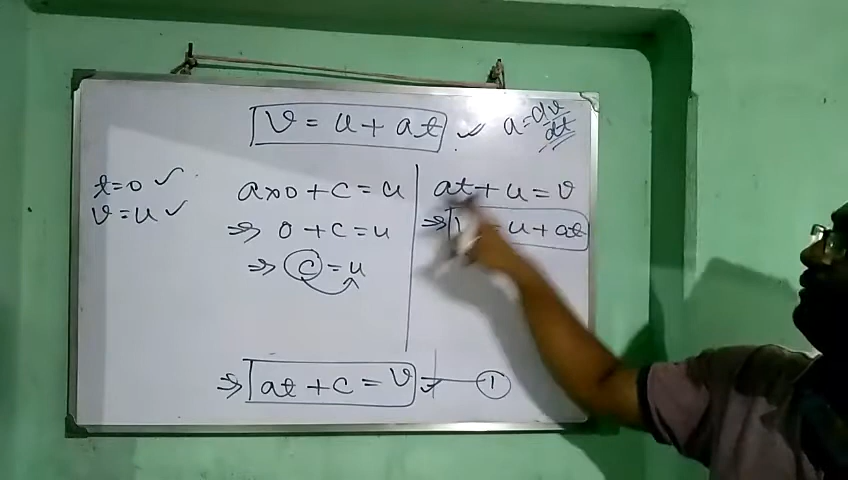 v = u + at
a = dv/dt
t=0 ✓
v=u ✓
a×0 + c = u
⇒ 0 + c = u
⇒ c = u
at + u = v
⇒ v = u + at
⇒ at + c = v
1